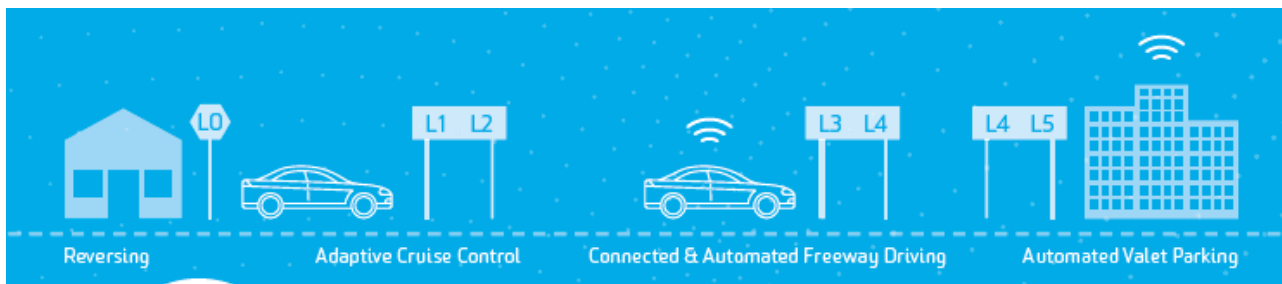 L0
L1 L2
L3 L4
L4 L5
Reversing
Adaptive Cruise Control
Connected & Automated Freeway Driving
Automated Valet Parking